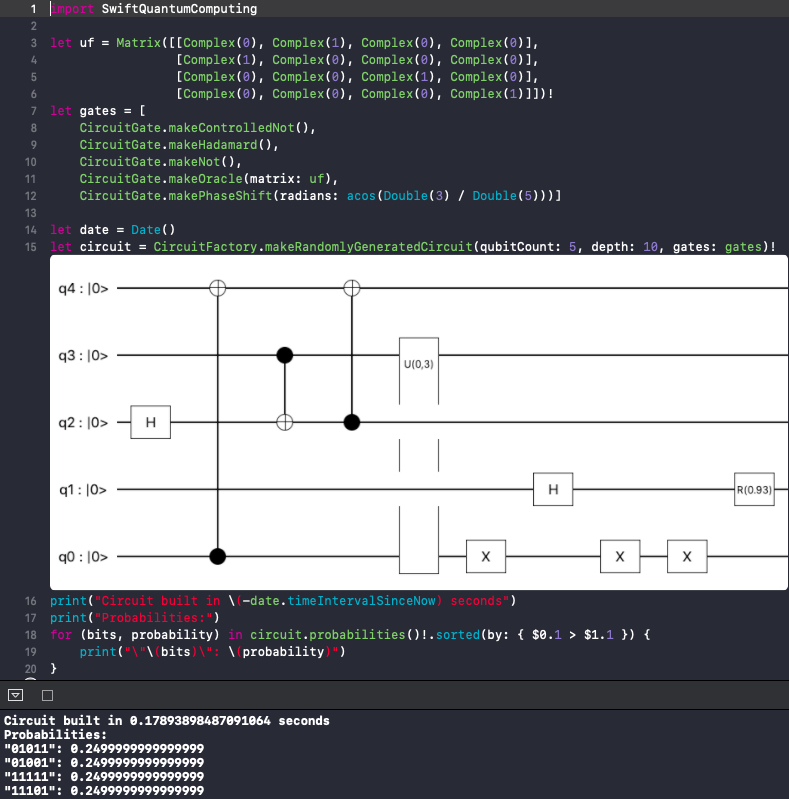 1 import SwiftQuantumComputing
2
3 let uf = Matrix([[Complex(0), Complex(1), Complex(0), Complex(0)],
4 [Complex(1), Complex(0), Complex(0), Complex(0)],
5 [Complex(0), Complex(0), Complex(1), Complex(0)],
6 [Complex(0), Complex(0), Complex(0), Complex(1)]])!
7 let gates = [
8 CircuitGate.makeControlledNot(),
9 CircuitGate.makeHadamard(),
10 CircuitGate.makeNot(),
11 CircuitGate.makeOracle(matrix: uf),
12 CircuitGate.makePhaseShift(radians: acos(Double(3) / Double(5)))]
13
14 let date = Date()
15 let circuit = CircuitFactory.makeRandomlyGeneratedCircuit(qubitCount: 5, depth: 10, gates: gates)!
q4 : |0>
q3 : |0> U(0,3)
q2 : |0> H
q1 : |0> H R(0.93)
q0 : |0> X X X
16 print("Circuit built in \(-date.timeIntervalSinceNow) seconds")
17 print("Probabilities:")
18 for (bits, probability) in circuit.probabilities()!.sorted(by: { $0.1 > $1.1 }) {
19 print("\"\(bits)\": \(probability)")
20 }
Circuit built in 0.17893898487091064 seconds
Probabilities:
"01011": 0.2499999999999999
"01001": 0.2499999999999999
"11111": 0.2499999999999999
"11101": 0.2499999999999999